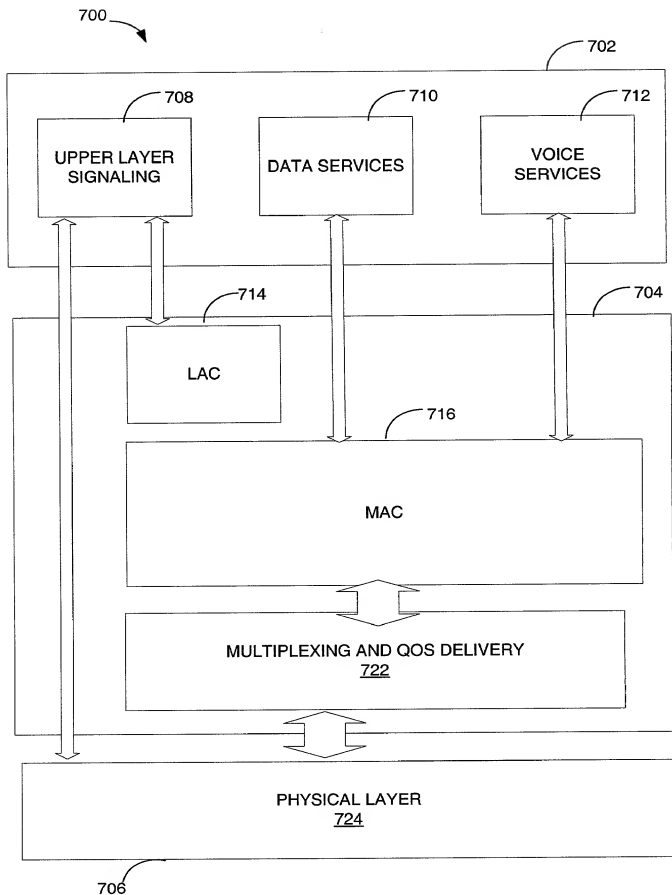 700
702
708
710
712
UPPER LAYER
SIGNALING
DATA SERVICES
VOICE
SERVICES
714
704
LAC
716
MAC
MULTIPLEXING AND QOS DELIVERY
722
PHYSICAL LAYER
724
706